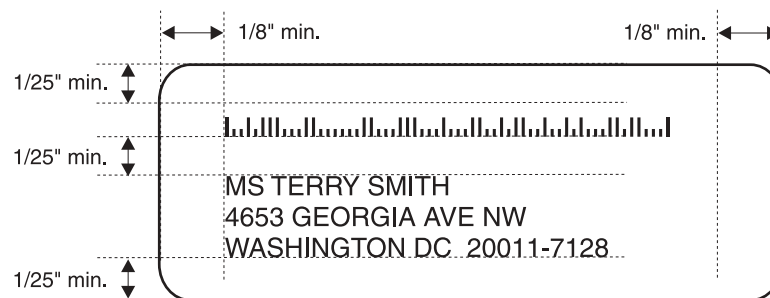 1/8" min.
1/8" min.
1/25" min.
1/25" min.
MS TERRY SMITH
4653 GEORGIA AVE NW
WASHINGTON DC  20011-7128
1/25" min.